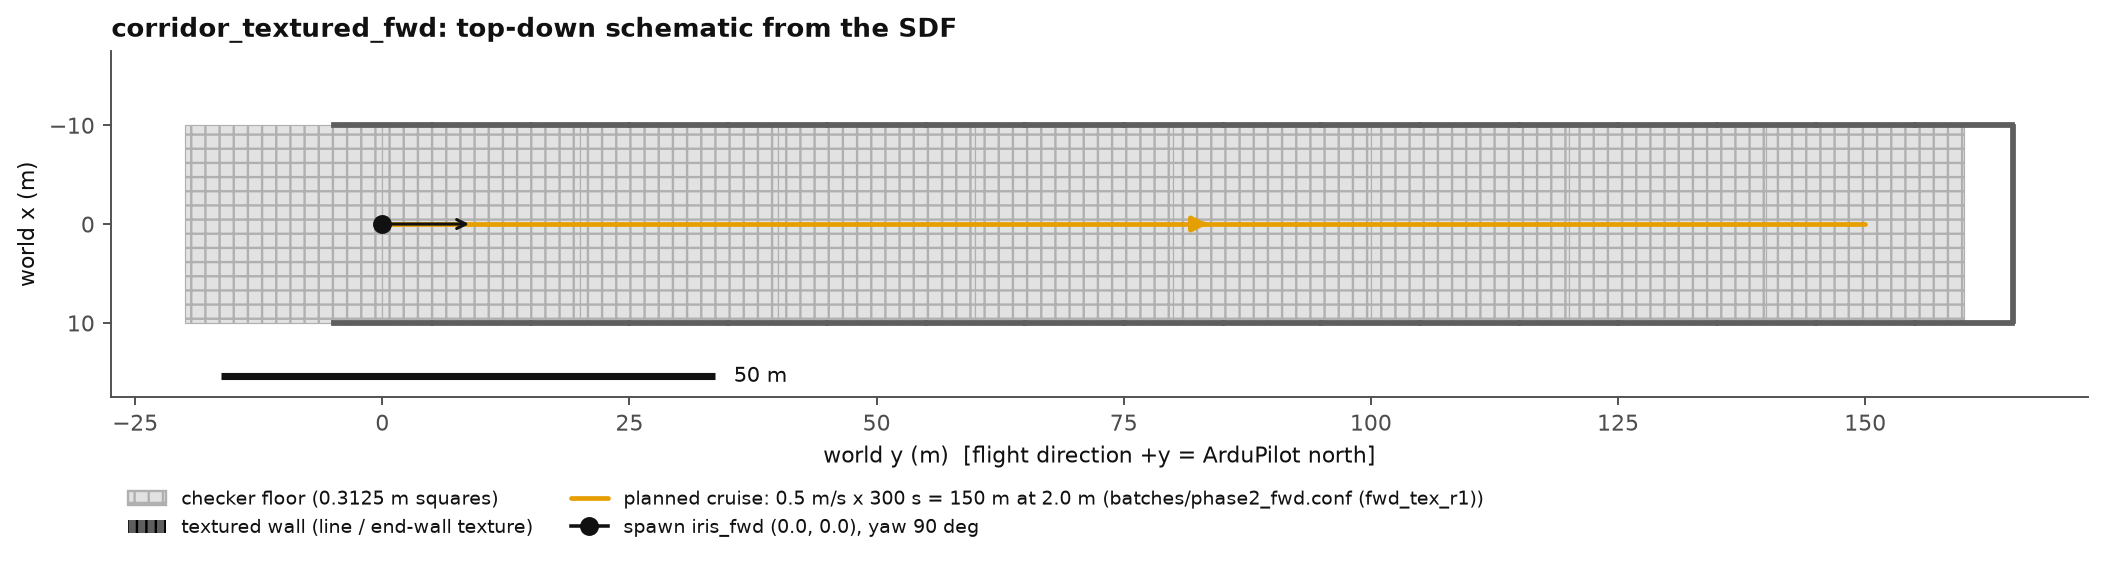 corridor_textured_fwd: top-down schematic from the SDF
world x (m)
−10
0
10
50 m
−25 0 25 50 75 100 125 150
world y (m) [flight direction +y = ArduPilot north]
checker floor (0.3125 m squares)
textured wall (line / end-wall texture)
planned cruise: 0.5 m/s x 300 s = 150 m at 2.0 m (batches/phase2_fwd.conf (fwd_tex_r1))
spawn iris_fwd (0.0, 0.0), yaw 90 deg